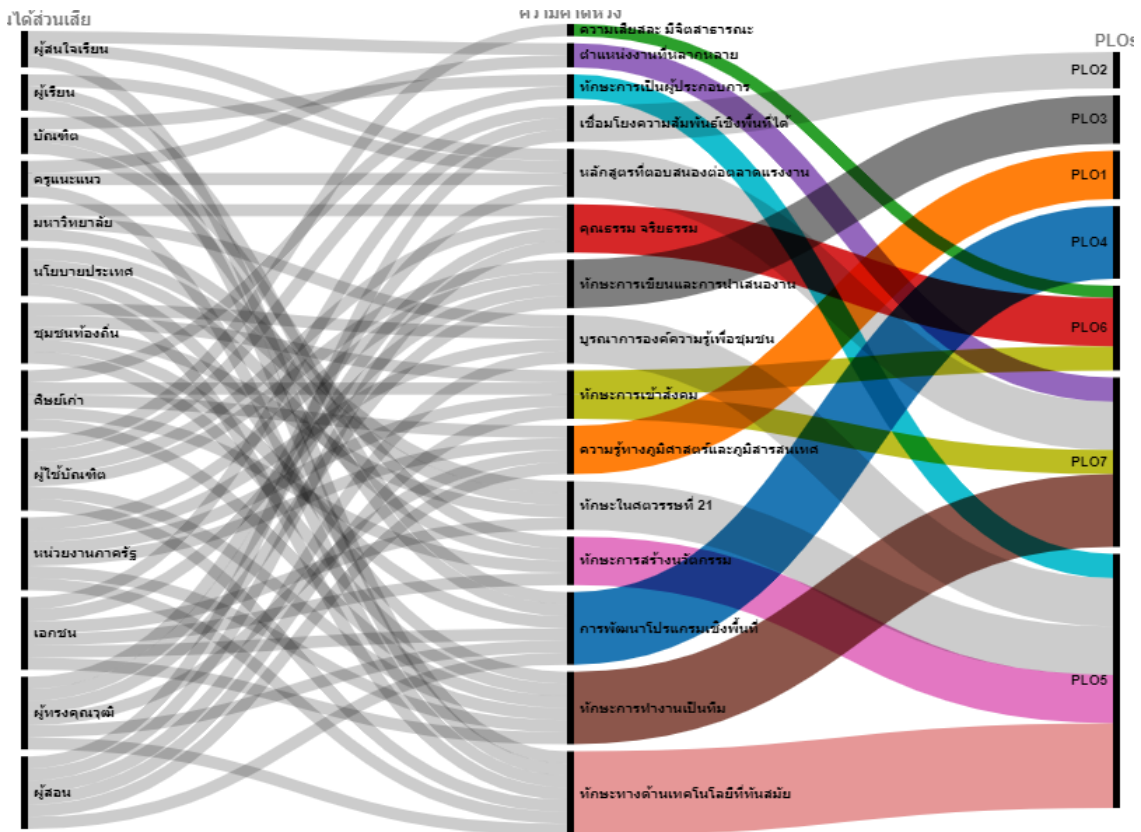 นได้ส่วนเสีย
ความคาดหวัง
PLOs
ผู้สนใจเรียน
ผู้เรียน
บัณฑิต
ครูแนะแนว
มหาวิทยาลัย
นโยบายประเทศ
ชุมชนท้องถิ่น
ศิษย์เก่า
ผู้ใช้บัณฑิต
หน่วยงานภาครัฐ
เอกชน
ผู้ทรงคุณวุฒิ
ผู้สอน
ความเสียสละ มีจิตสาธารณะ
ตำแหน่งงานที่หลากหลาย
ทักษะการเป็นผู้ประกอบการ
เชื่อมโยงความสัมพันธ์เชิงพื้นที่ได้
หลักสูตรที่ตอบสนองต่อตลาดแรงงาน
คุณธรรม จริยธรรม
ทักษะการเขียนและการนำเสนองาน
บูรณาการองค์ความรู้เพื่อชุมชน
ทักษะการเข้าสังคม
ความรู้ทางภูมิศาสตร์และภูมิสารสนเทศ
ทักษะในศตวรรษที่ 21
ทักษะการสร้างนวัตกรรม
การพัฒนาโปรแกรมเชิงพื้นที่
ทักษะการทำงานเป็นทีม
ทักษะทางด้านเทคโนโลยีที่ทันสมัย
PLO2
PLO3
PLO1
PLO4
PLO6
PLO7
PLO5